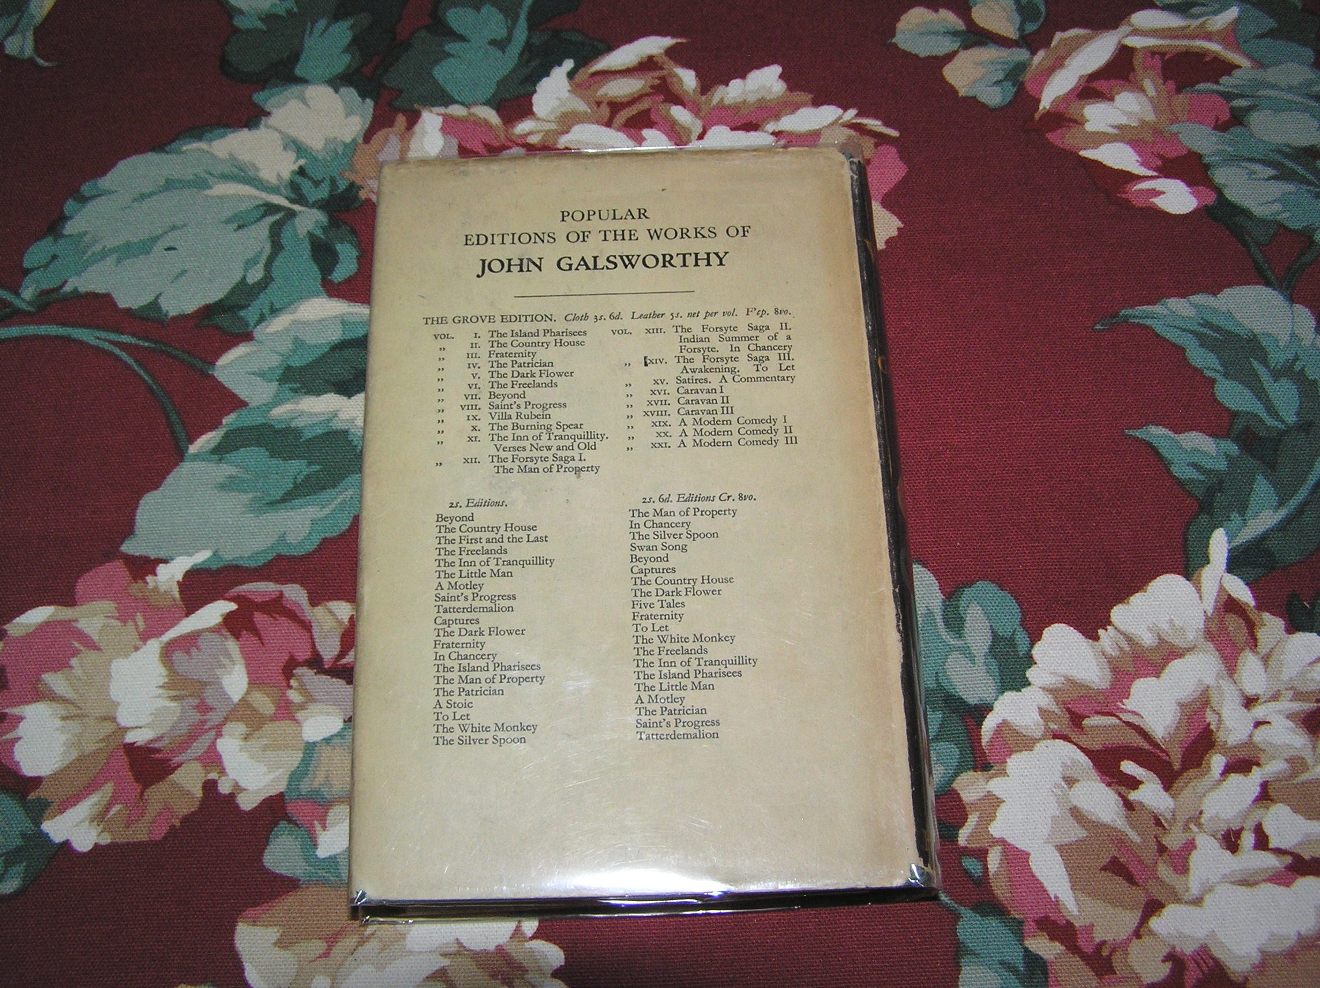 POPULAR
EDITIONS OF THE WORKS OF
JOHN GALSWORTHY
THE GROVE EDITION. Cloth 3s. 6d. Leather 5s. net per vol. F'cp. 8vo.
VOL. I. The Island Pharisees
„ II. The Country House
„ III. Fraternity
„ IV. The Patrician
„ V. The Dark Flower
„ VI. The Freelands
„ VII. Beyond
„ VIII. Saint's Progress
„ IX. Villa Rubein
„ X. The Burning Spear
„ XI. The Inn of Tranquillity.
Verses New and Old
„ XII. The Forsyte Saga I.
The Man of Property
VOL. XIII. The Forsyte Saga II.
Indian Summer of a
Forsyte. In Chancery
„ XIV. The Forsyte Saga III.
Awakening. To Let
„ XV. Satires. A Commentary
„ XVI. Caravan I
„ XVII. Caravan II
„ XVIII. Caravan III
„ XIX. A Modern Comedy I
„ XX. A Modern Comedy II
„ XXI. A Modern Comedy III
2s. Editions.
Beyond
The Country House
The First and the Last
The Freelands
The Inn of Tranquillity
The Little Man
A Motley
Saint's Progress
Tatterdemalion
Captures
The Dark Flower
Fraternity
In Chancery
The Island Pharisees
The Man of Property
The Patrician
A Stoic
To Let
The White Monkey
The Silver Spoon
2s. 6d. Editions Cr. 8vo.
The Man of Property
In Chancery
The Silver Spoon
Swan Song
Beyond
Captures
The Country House
The Dark Flower
Five Tales
Fraternity
To Let
The White Monkey
The Freelands
The Inn of Tranquillity
The Island Pharisees
The Little Man
A Motley
The Patrician
Saint's Progress
Tatterdemalion